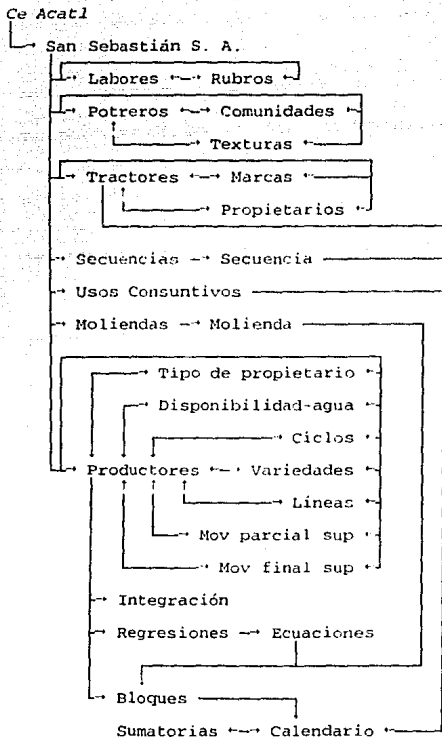 Ce Acatl
San Sebastián S. A.
Labores Rubros
Potreros Comunidades
Texturas
Tractores Marcas
Propietarios
Secuencias Secuencia
Usos Consuntivos
Moliendas Molienda
Tipo de propietario
Disponibilidad-agua
Ciclos
Productores Variedades
Líneas
Mov parcial sup
Mov final sup
Integración
Regresiones Ecuaciones
Bloques
Sumatorias Calendario